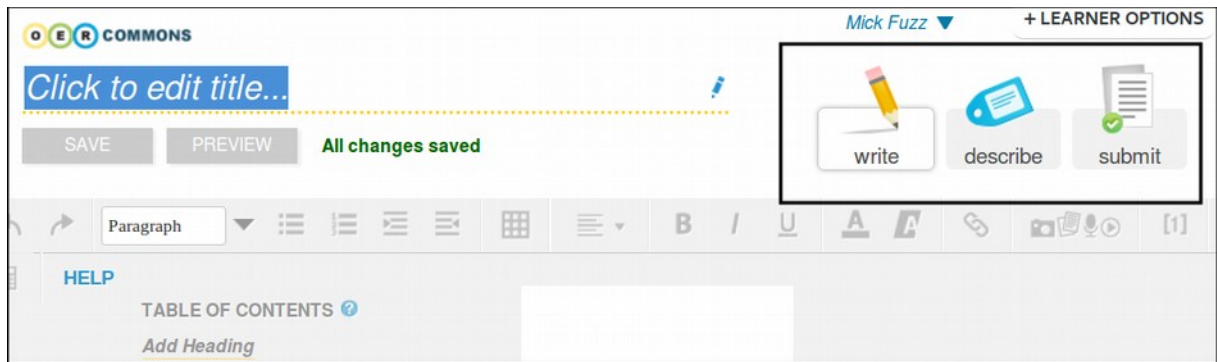 Mick Fuzz
+ LEARNER OPTIONS
OER COMMONS
Click to edit title...
SAVE PREVIEW All changes saved
write describe submit
Paragraph B I U A A [1]
HELP
TABLE OF CONTENTS ?
Add Heading